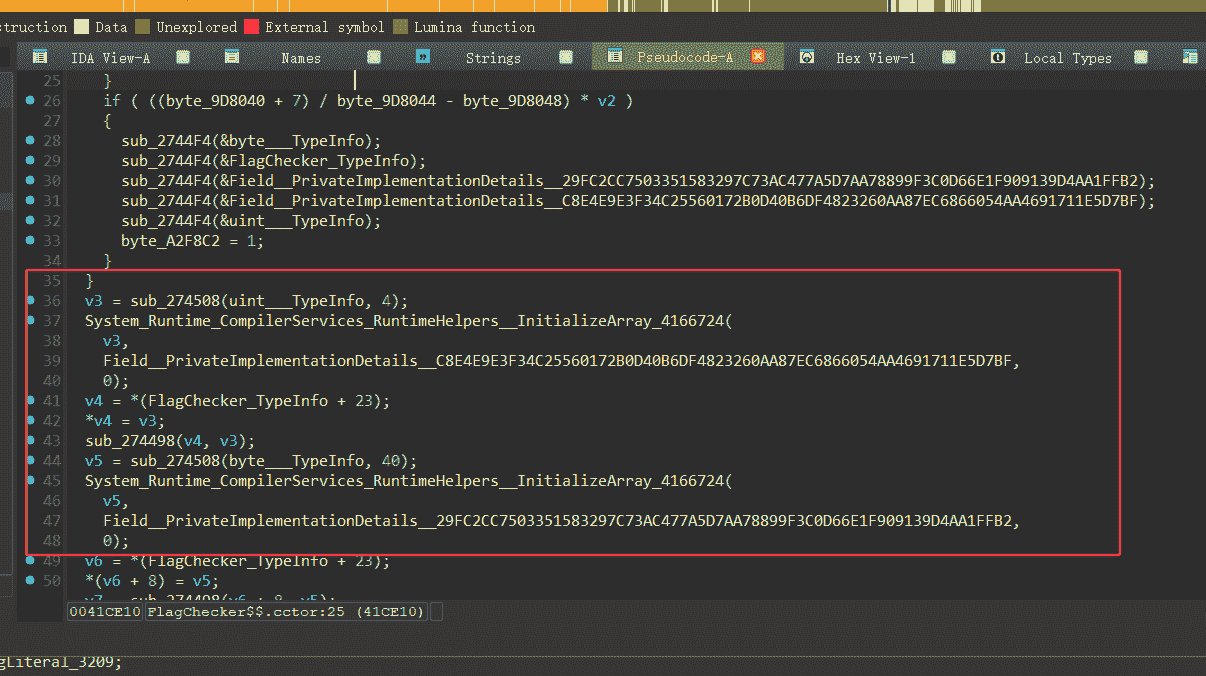 struction Data Unexplored External symbol Lumina function
IDA View-A Names Strings Pseudocode-A Hex View-1 Local Types
25 }
26 if ( ((byte_9D8040 + 7) / byte_9D8044 - byte_9D8048) * v2 )
27 {
28 sub_2744F4(&byte___TypeInfo);
29 sub_2744F4(&FlagChecker_TypeInfo);
30 sub_2744F4(&Field__PrivateImplementationDetails__29FC2CC7503351583297C73AC477A5D7AA78899F3C0D66E1F909139D4AA1FFB2);
31 sub_2744F4(&Field__PrivateImplementationDetails__C8E4E9E3F34C25560172B0D40B6DF4823260AA87EC6866054AA4691711E5D7BF);
32 sub_2744F4(&uint___TypeInfo);
33 byte_A2F8C2 = 1;
34 }
35 }
36 v3 = sub_274508(uint___TypeInfo, 4);
37 System_Runtime_CompilerServices_RuntimeHelpers__InitializeArray_4166724(
38 v3,
39 Field__PrivateImplementationDetails__C8E4E9E3F34C25560172B0D40B6DF4823260AA87EC6866054AA4691711E5D7BF,
40 0);
41 v4 = *(FlagChecker_TypeInfo + 23);
42 *v4 = v3;
43 sub_274498(v4, v3);
44 v5 = sub_274508(byte___TypeInfo, 40);
45 System_Runtime_CompilerServices_RuntimeHelpers__InitializeArray_4166724(
46 v5,
47 Field__PrivateImplementationDetails__29FC2CC7503351583297C73AC477A5D7AA78899F3C0D66E1F909139D4AA1FFB2,
48 0);
49 v6 = *(FlagChecker_TypeInfo + 23);
50 *(v6 + 8) = v5;
v7 = sub_274498(v6 + 8, v5);
0041CE10 FlagChecker$$.cctor:25 (41CE10)
gLiteral_3209;